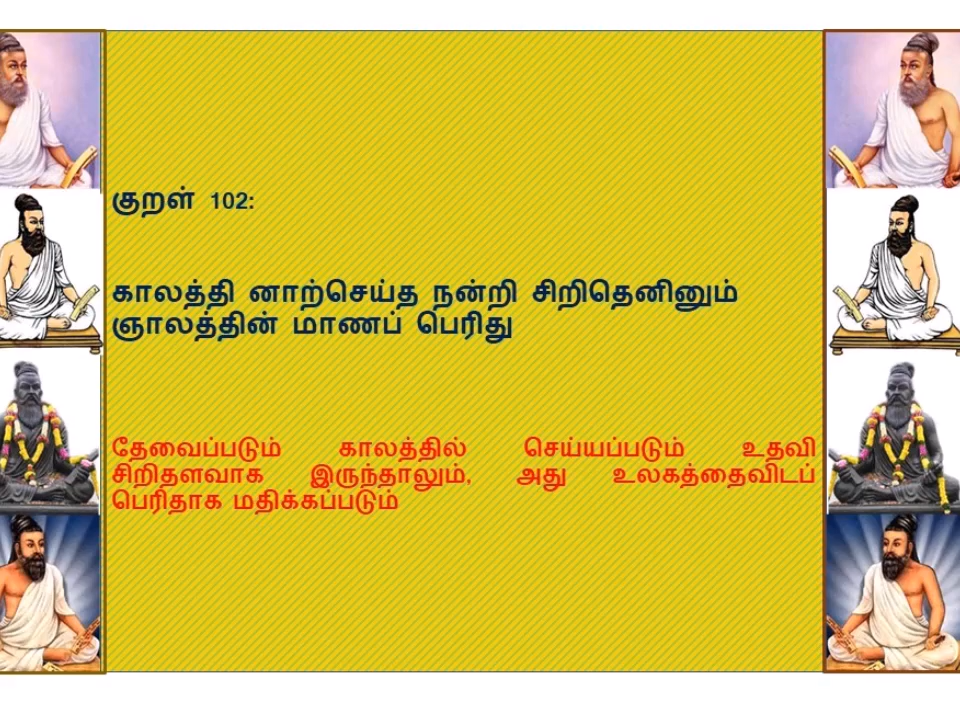 குறள் 102:
காலத்தி னாற்செய்த நன்றி சிறிதெனினும்
ஞாலத்தின் மாணப் பெரிது
தேவைப்படும் காலத்தில் செய்யப்படும் உதவி
சிறிதளவாக இருந்தாலும், அது உலகத்தைவிடப்
பெரிதாக மதிக்கப்படும்